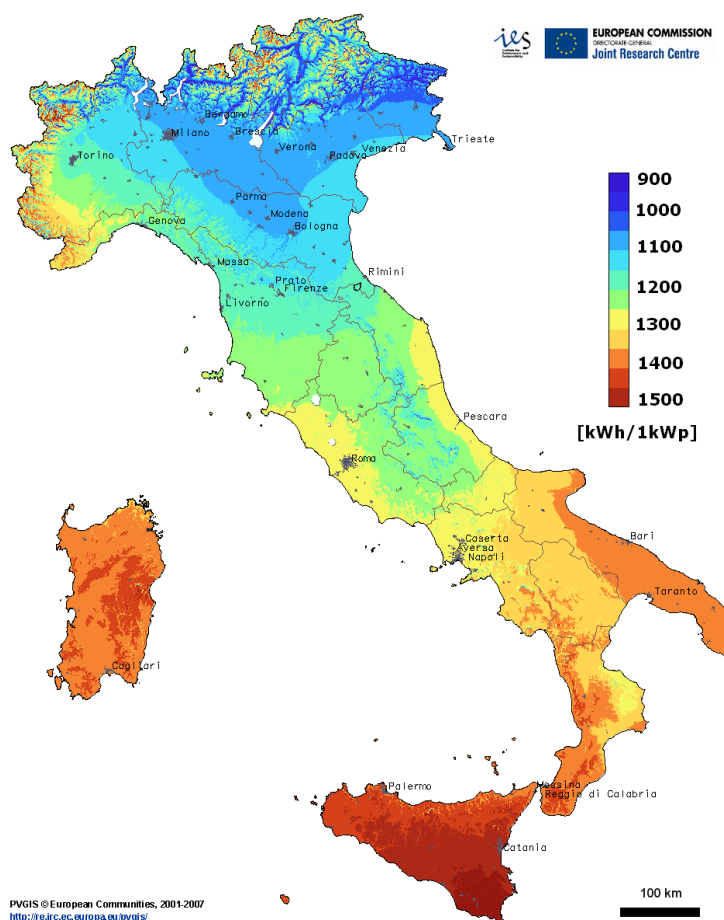 ies
EUROPEAN COMMISSION
DIRECTORATE-GENERAL
Joint Research Centre
Bergamo
Milano
Brescia
Trieste
Verona
Venezia
Torino
Padova
900
1000
1100
1200
1300
1400
1500
[kWh/1kWp]
Parma
Modena
Genova
Bologna
Massa
Rimini
Prato
Firenze
Livorno
Pescara
Roma
Caserta
Aversa
Napoli
Bari
Taranto
Cagliari
Palermo
Messina
Reggio di Calabria
Catania
100 km
PVGIS © European Communities, 2001-2007
http://re.jrc.ec.europa.eu/pvgis/